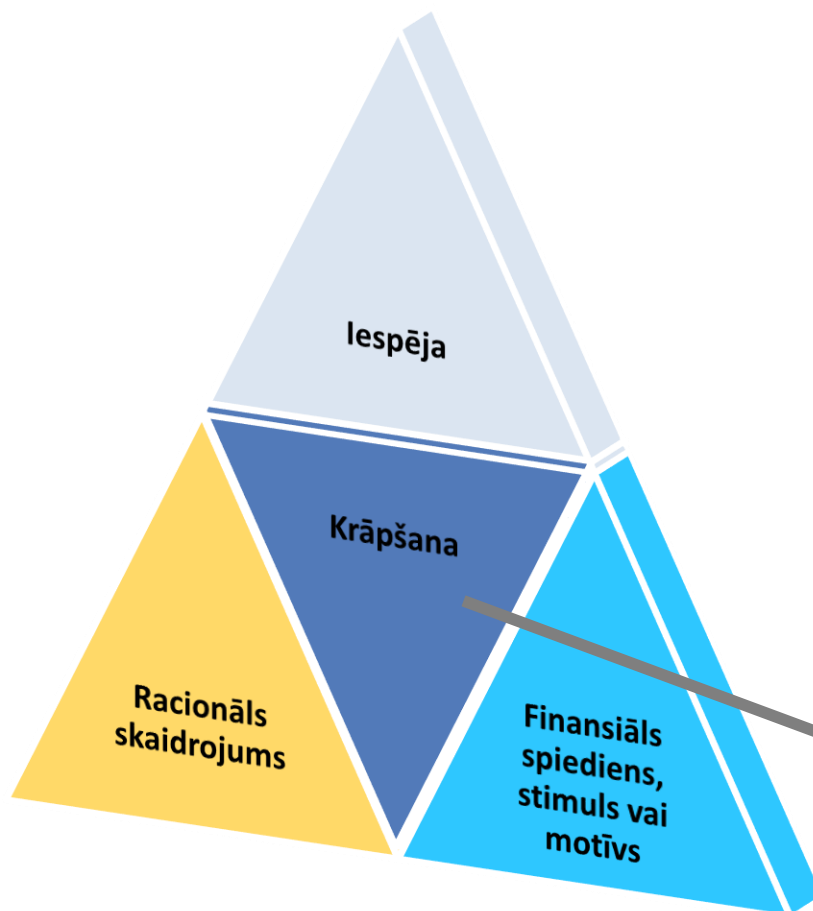 Iespēja
Krāpšana
Racionāls
skaidrojums
Finansiāls
spiediens,
stimuls vai
motīvs